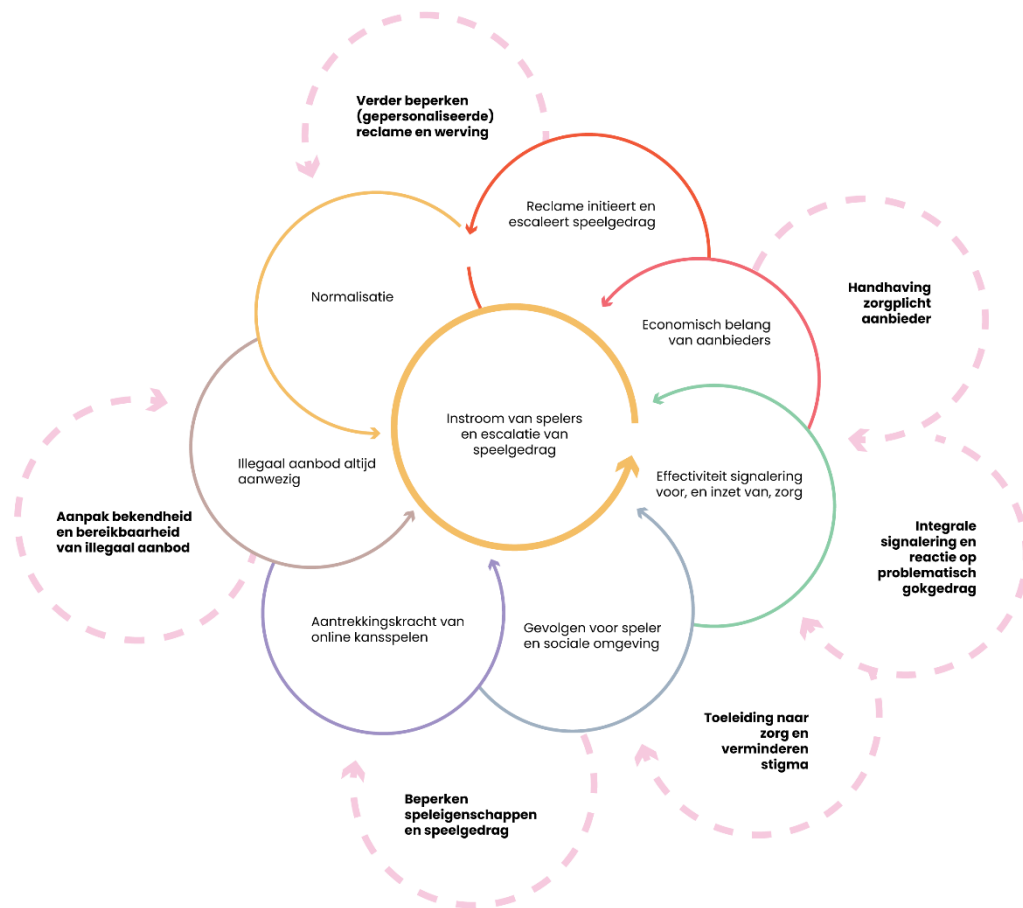 Verder beperken
(gepersonaliseerde)
reclame en werving
Reclame initieert en
escaleert speelgedrag
Normalisatie
Handhaving
zorgplicht
aanbieder
Economisch belang
van aanbieders
Instroom van spelers
en escalatie van
speelgedrag
Illegaal aanbod altijd
aanwezig
Effectiviteit signalering
voor, en inzet van, zorg
Aanpak bekendheid
en bereikbaarheid
van illegaal aanbod
Integrale
signalering en
reactie op
problematisch
gokgedrag
Aantrekkingskracht van
online kansspelen
Gevolgen voor speler
en sociale omgeving
Toeleiding naar
zorg en
verminderen
stigma
Beperken
speleigenschappen
en speelgedrag